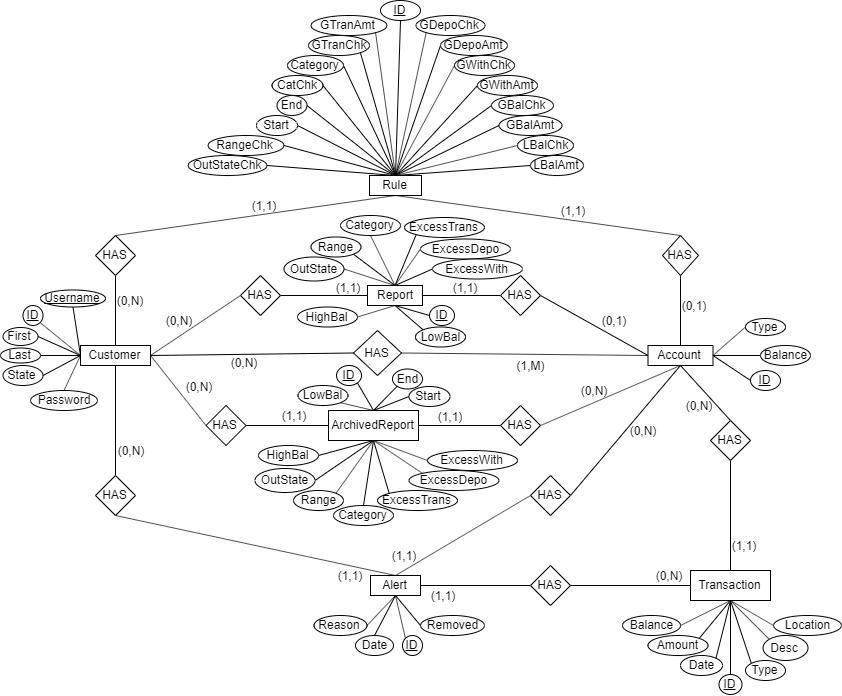 ID
GTranAmt
GDepoChk
GTranChk
GDepoAmt
Category
GWithChk
CatChk
GWithAmt
End
GBalChk
Start
GBalAmt
RangeChk
LBalChk
OutStateChk
LBalAmt
Rule
(1,1)
(1,1)
Category
ExcessTrans
HAS
Range
ExcessDepo
HAS
OutState
ExcessWith
Username
(0,N)
HAS
(1,1)
Report
(1,1)
HAS
(0,1)
ID
(0,N)
HighBal
ID
(0,1)
First
LowBal
Type
Last
Customer
(0,N)
HAS
(1,M)
Account
Balance
State
ID
End
ID
Password
(0,N)
LowBal
Start
(0,N)
(0,N)
HAS
(1,1)
ArchivedReport
(1,1)
HAS
(0,N)
HAS
(0,N)
HighBal
ExcessWith
OutState
ExcessDepo
HAS
Range
ExcessTrans
HAS
Category
(1,1)
(1,1)
(1,1)
Alert
(1,1)
HAS
(0,N)
Transaction
Reason
Removed
Balance
Location
Date
ID
Amount
Desc
Date
Type
ID